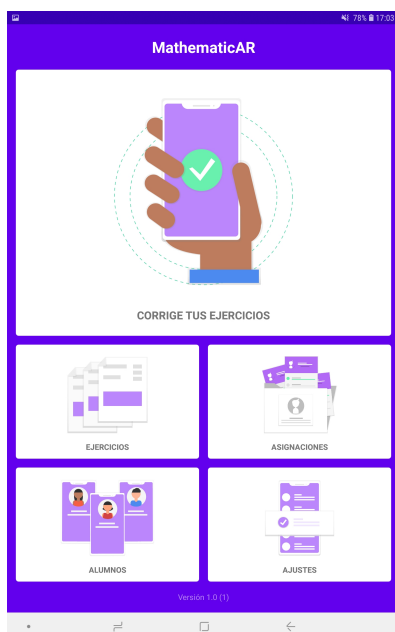 78% 17:03
MathematicAR
CORRIGE TUS EJERCICIOS
EJERCICIOS
ASIGNACIONES
ALUMNOS
AJUSTES
Versión 1.0 (1)